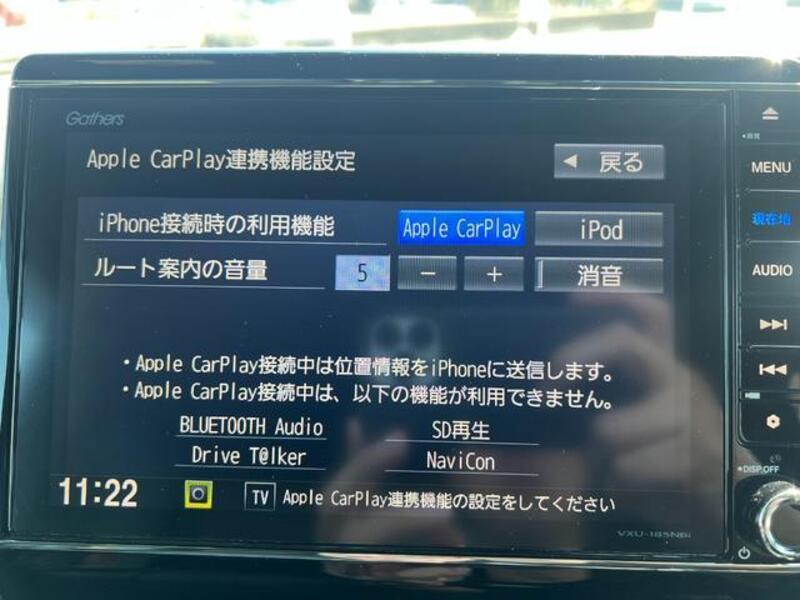 Gathers
Apple CarPlay連携機能設定
◀ 戻る
iPhone接続時の利用機能 Apple CarPlay iPod
ルート案内の音量 5 − + 消音
・Apple CarPlay接続中は位置情報をiPhoneに送信します。
・Apple CarPlay接続中は、以下の機能が利用できません。
BLUETOOTH Audio SD再生
Drive T@lker NaviCon
11:22 TV Apple CarPlay連携機能の設定をしてください
VXU-185NBi
MENU
現在地
AUDIO
DISP.OFF